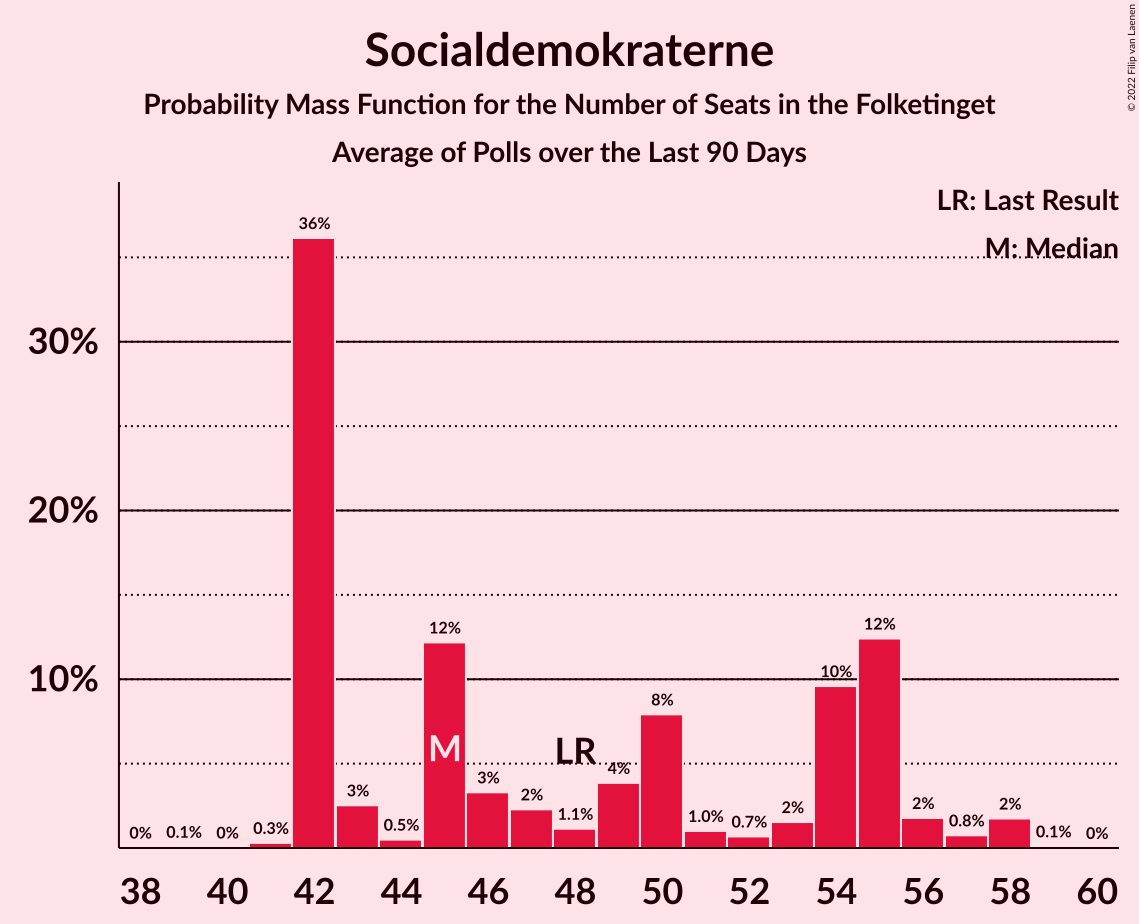 Socialdemokraterne
Probability Mass Function for the Number of Seats in the Folketinget
Average of Polls over the Last 90 Days
© 2022 Filip van Laenen
LR: Last Result
M: Median
30%
20%
10%
0% 0.1% 0% 0.3% 36% 3% 0.5% 12% 3% 2% 1.1% 4% 8% 1.0% 0.7% 2% 10% 12% 2% 0.8% 2% 0.1% 0%
M LR
38 40 42 44 46 48 50 52 54 56 58 60